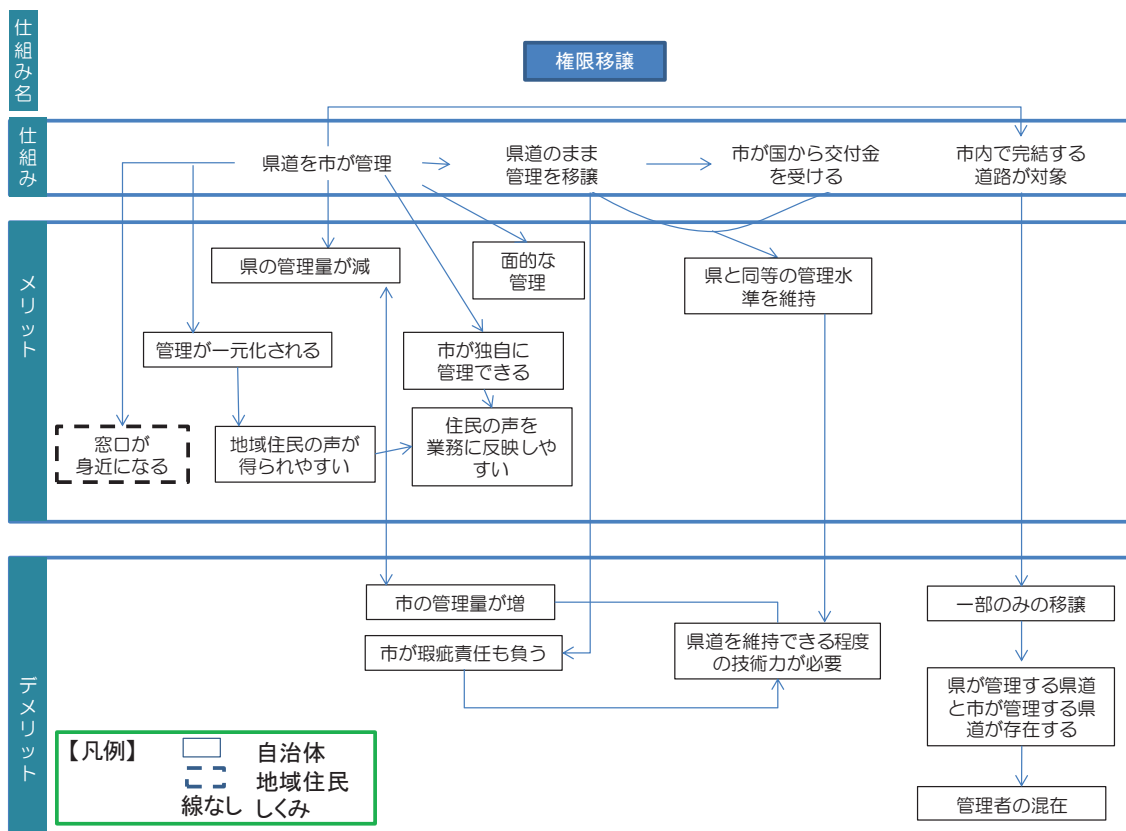 仕組み名
権限移譲
仕組み
県道を市が管理
県道のまま
管理を移譲
市が国から交付金
を受ける
市内で完結する
道路が対象
メリット
県の管理量が減
面的な
管理
県と同等の管理水
準を維持
管理が一元化される
市が独自に
管理できる
窓口が
身近になる
地域住民の声が
得られやすい
住民の声を
業務に反映しや
すい
デメリット
市の管理量が増
一部のみの移譲
市が瑕疵責任も負う
県道を維持できる程度
の技術力が必要
県が管理する県道
と市が管理する県
道が存在する
管理者の混在
【凡例】
自治体
地域住民
線なし しくみ